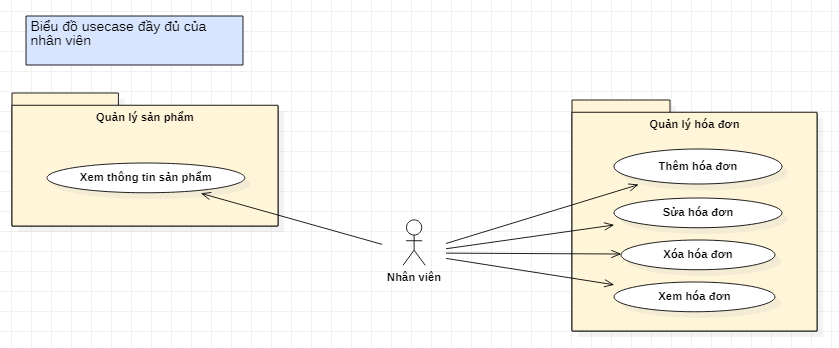 Biểu đồ usecase đầy đủ của
nhân viên
Quản lý sản phẩm
Xem thông tin sản phẩm
Nhân viên
Quản lý hóa đơn
Thêm hóa đơn
Sửa hóa đơn
Xóa hóa đơn
Xem hóa đơn